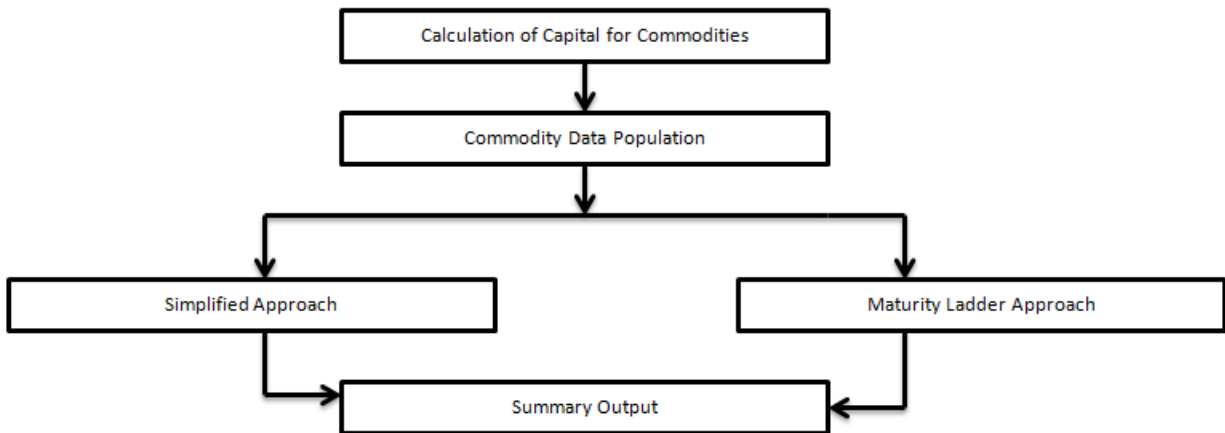 Calculation of Capital for Commodities
Commodity Data Population
Simplified Approach
Maturity Ladder Approach
Summary Output